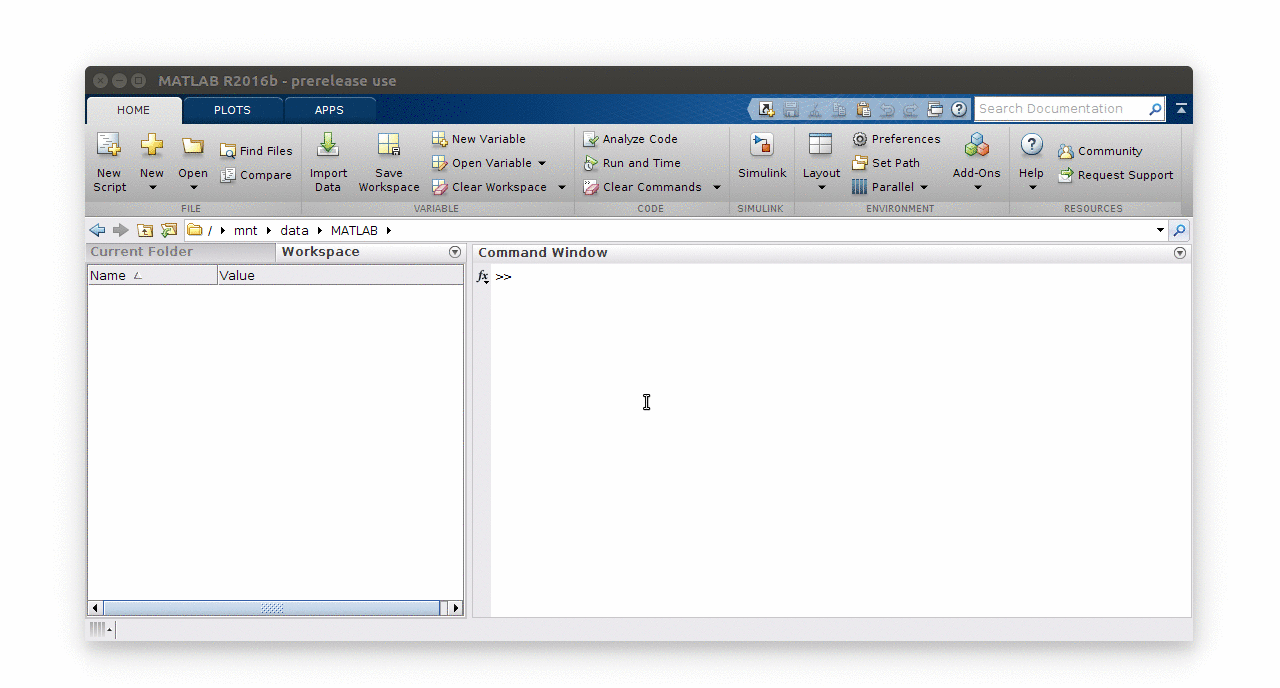 MATLAB R2016b - prerelease use
HOME PLOTS APPS Search Documentation
New Script
New
Open
Find Files
Compare
FILE
Import Data
Save Workspace
New Variable
Open Variable
Clear Workspace
VARIABLE
Analyze Code
Run and Time
Clear Commands
CODE
Simulink
SIMULINK
Layout
Preferences
Set Path
Parallel
Add-Ons
ENVIRONMENT
Help
Community
Request Support
RESOURCES
/ mnt data MATLAB
Current Folder Workspace
Name Value
Command Window
fx >>